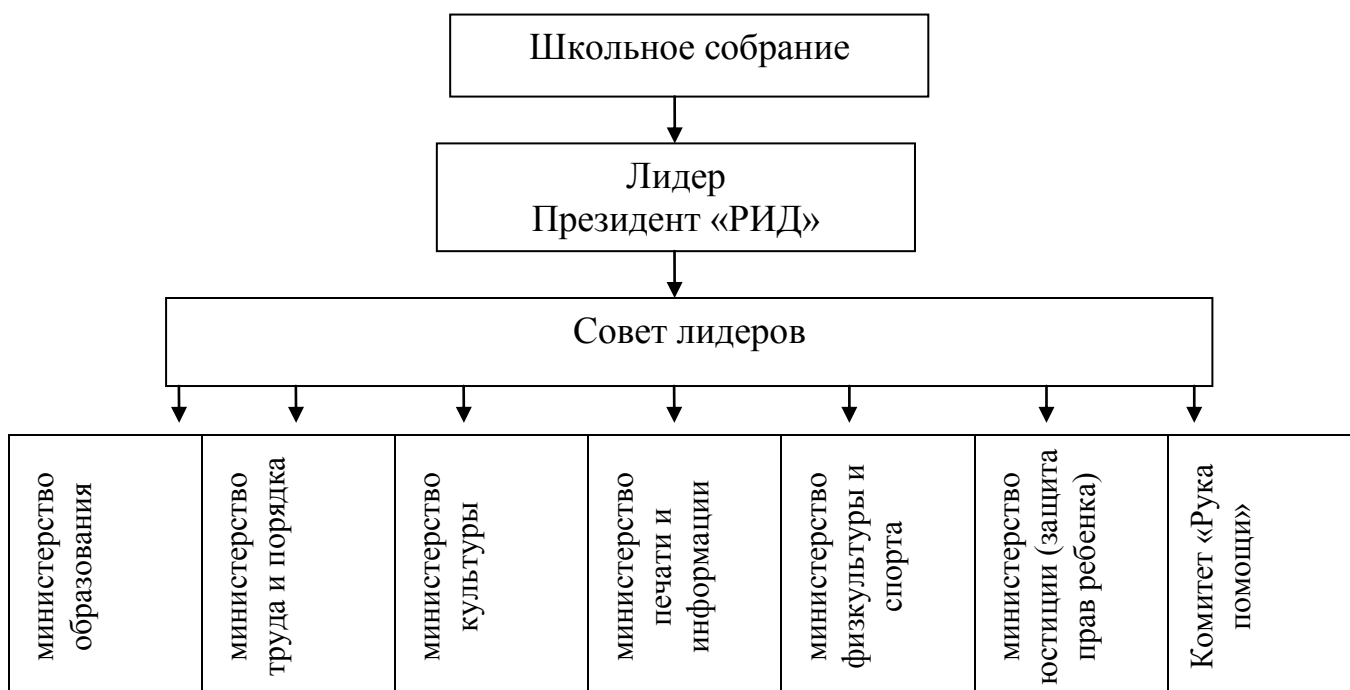 Школьное собрание
Лидер
Президент «РИД»
Совет лидеров
министерство
образования
министерство
труда и порядка
министерство
культуры
министерство
печати и
информации
министерство
физкультуры и
спорта
министерство
юстиции (защита
прав ребенка)
Комитет «Рука
помощи»